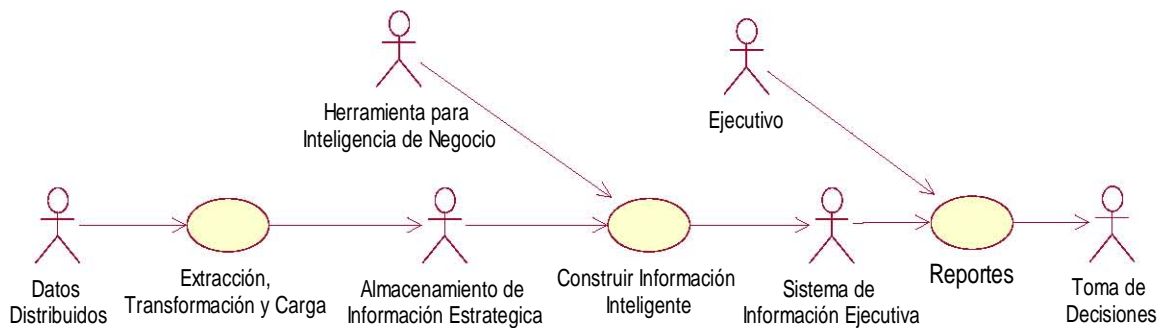 Herramienta para
Inteligencia de Negocio
Ejecutivo
Datos
Distribuidos
Extracción,
Transformación y Carga
Almacenamiento de
Información Estrategica
Construir Información
Inteligente
Sistema de
Información Ejecutiva
Reportes
Toma de
Decisiones